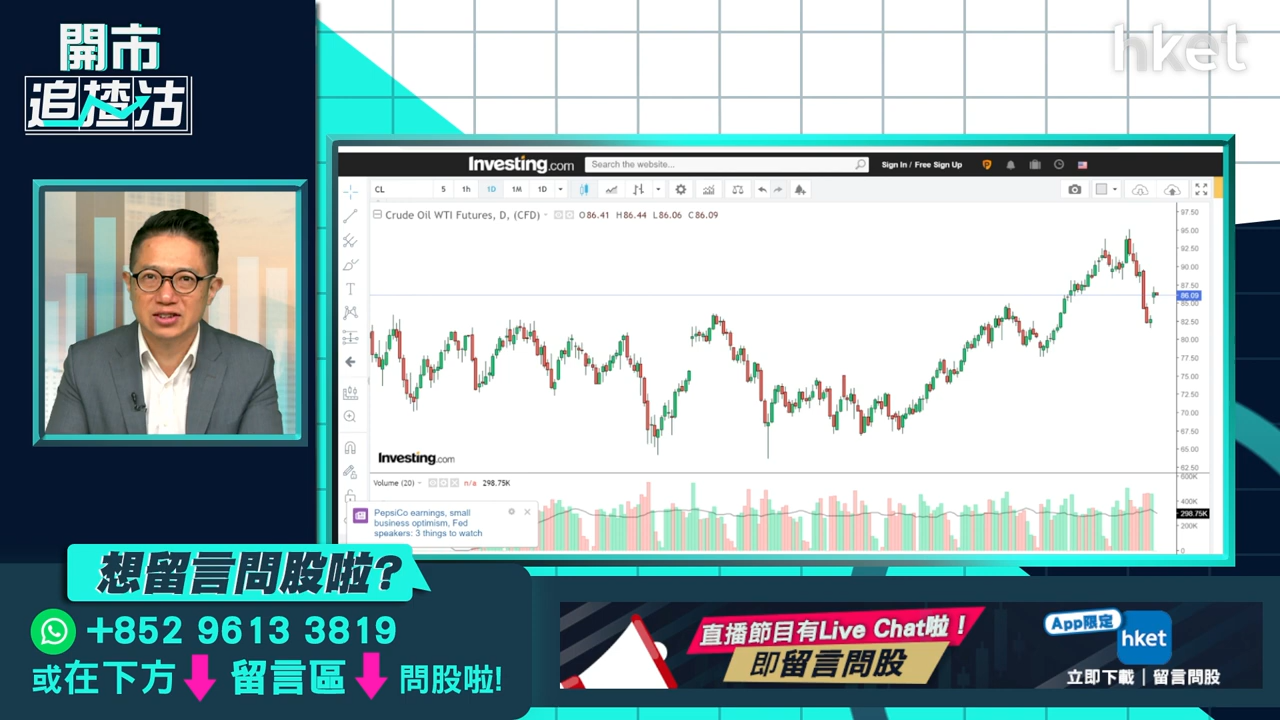 開市
追揸沽
hket
Investing.com
Search the website...
Sign In / Free Sign Up
CL
5
1h
1D
1M
1D
Crude Oil WTI Futures, D, (CFD)
O86.41 H86.44 L86.06 C86.09
97.50
95.00
92.50
90.00
87.50
86.09
85.00
82.50
80.00
77.50
75.00
72.50
70.00
67.50
65.00
62.50
Investing.com
Volume (20)
n/a 298.75K
600K
400K
298.75K
200K
0
PepsiCo earnings, small
business optimism, Fed
speakers: 3 things to watch
想留言問股啦?
+852 9613 3819
或在下方 留言區 問股啦!
直播節目有Live Chat啦！
即留言問股
App限定
hket
立即下載｜留言問股